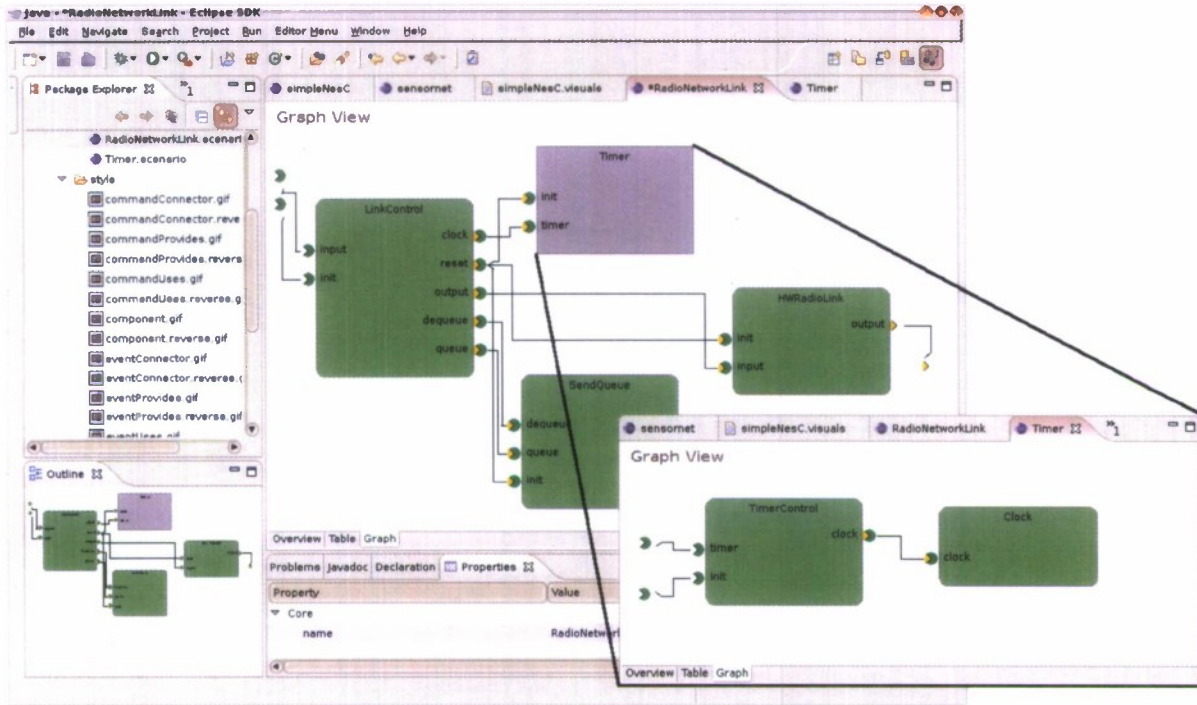 java - *RadioNetworkLink - Eclipse SDK
File Edit Navigate Search Project Run Editor Menu Window Help
Package Explorer
»1
RadioNetworkLink.scenari
Timer.scenario
style
commandConnector.gif
commandConnector.reve
commandProvides.gif
commandProvides.revers
commandUses.gif
commandUses.reverse.g
component.gif
component.reverse.gif
eventConnector.gif
eventConnector.reverse.(
eventProvides.gif
eventProvides.reverse.gif
eventUses.gif
Outline
simpleNesC
sensornet
simpleNesC.visuals
*RadioNetworkLink
Timer
Graph View
LinkControl
input
init
clock
reset
output
dequeue
queue
Timer
init
timer
HWRadioLink
init
input
output
SendQueue
dequeue
queue
init
Overview Table Graph
Problems Javadoc Declaration Properties
Property Value
Core
name RadioNetworkL
sensornet
simpleNesC.visuals
RadioNetworkLink
Timer
»1
Graph View
TimerControl
timer
init
clock
Clock
clock
Overview Table Graph